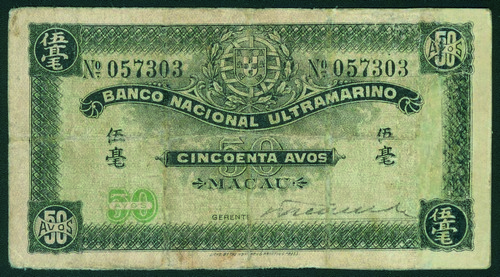 伍毫 50 AVOS
Nº 057303 Nº 057303
BANCO NACIONAL ULTRAMARINO
伍毫 伍毫
50
CINCOENTA AVOS
MACAU
50
AVOS
GERENTE
50 AVOS 伍毫